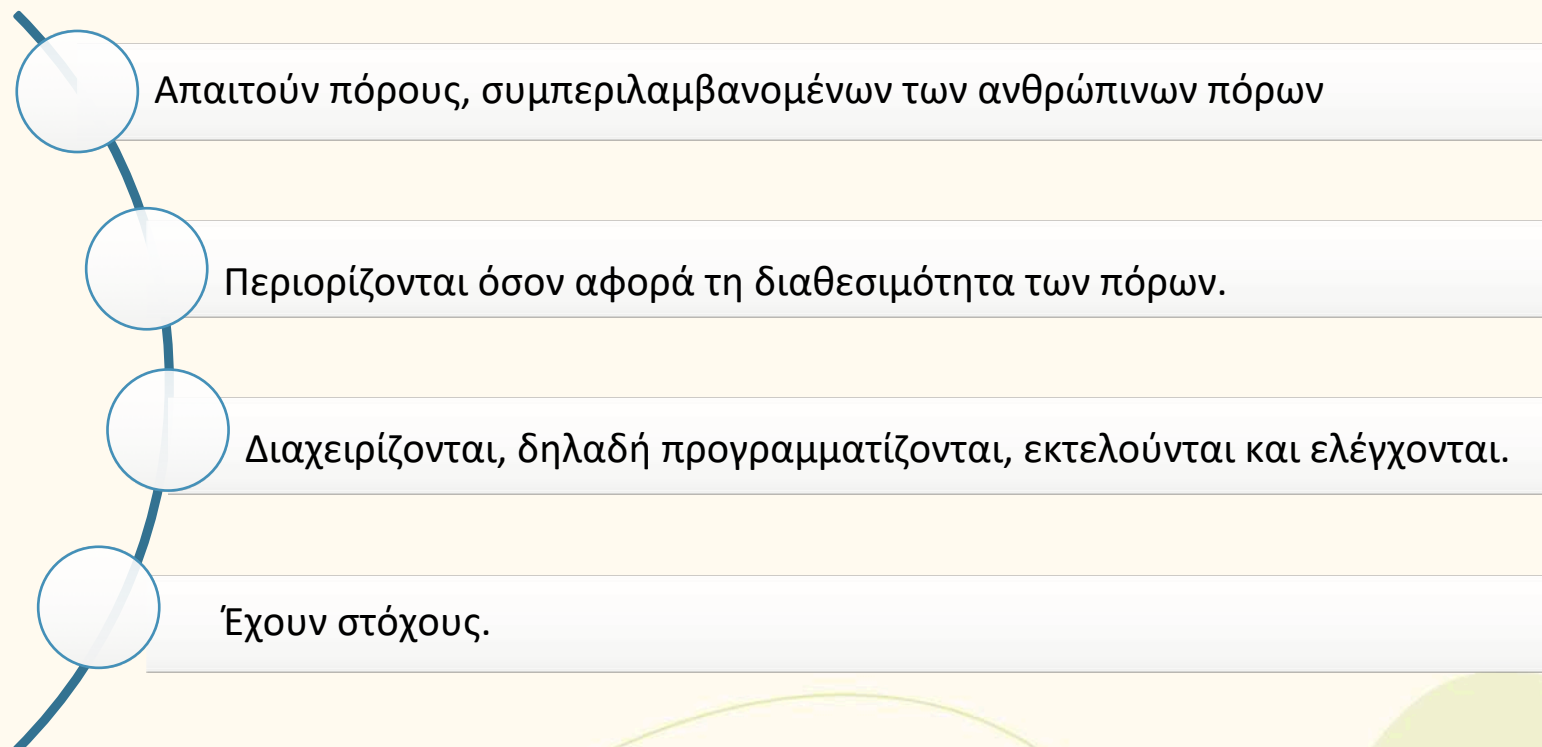 Απαιτούν πόρους, συμπεριλαμβανομένων των ανθρώπινων πόρων
Περιορίζονται όσον αφορά τη διαθεσιμότητα των πόρων.
Διαχειρίζονται, δηλαδή προγραμματίζονται, εκτελούνται και ελέγχονται.
Έχουν στόχους.